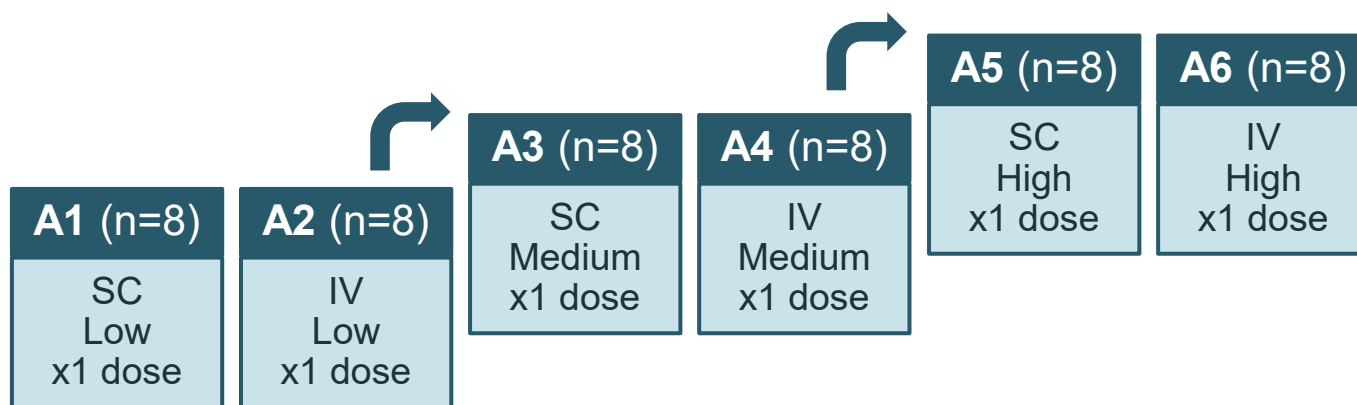 A1 (n=8)
SC
Low
x1 dose
A2 (n=8)
IV
Low
x1 dose
A3 (n=8)
SC
Medium
x1 dose
A4 (n=8)
IV
Medium
x1 dose
A5 (n=8)
SC
High
x1 dose
A6 (n=8)
IV
High
x1 dose